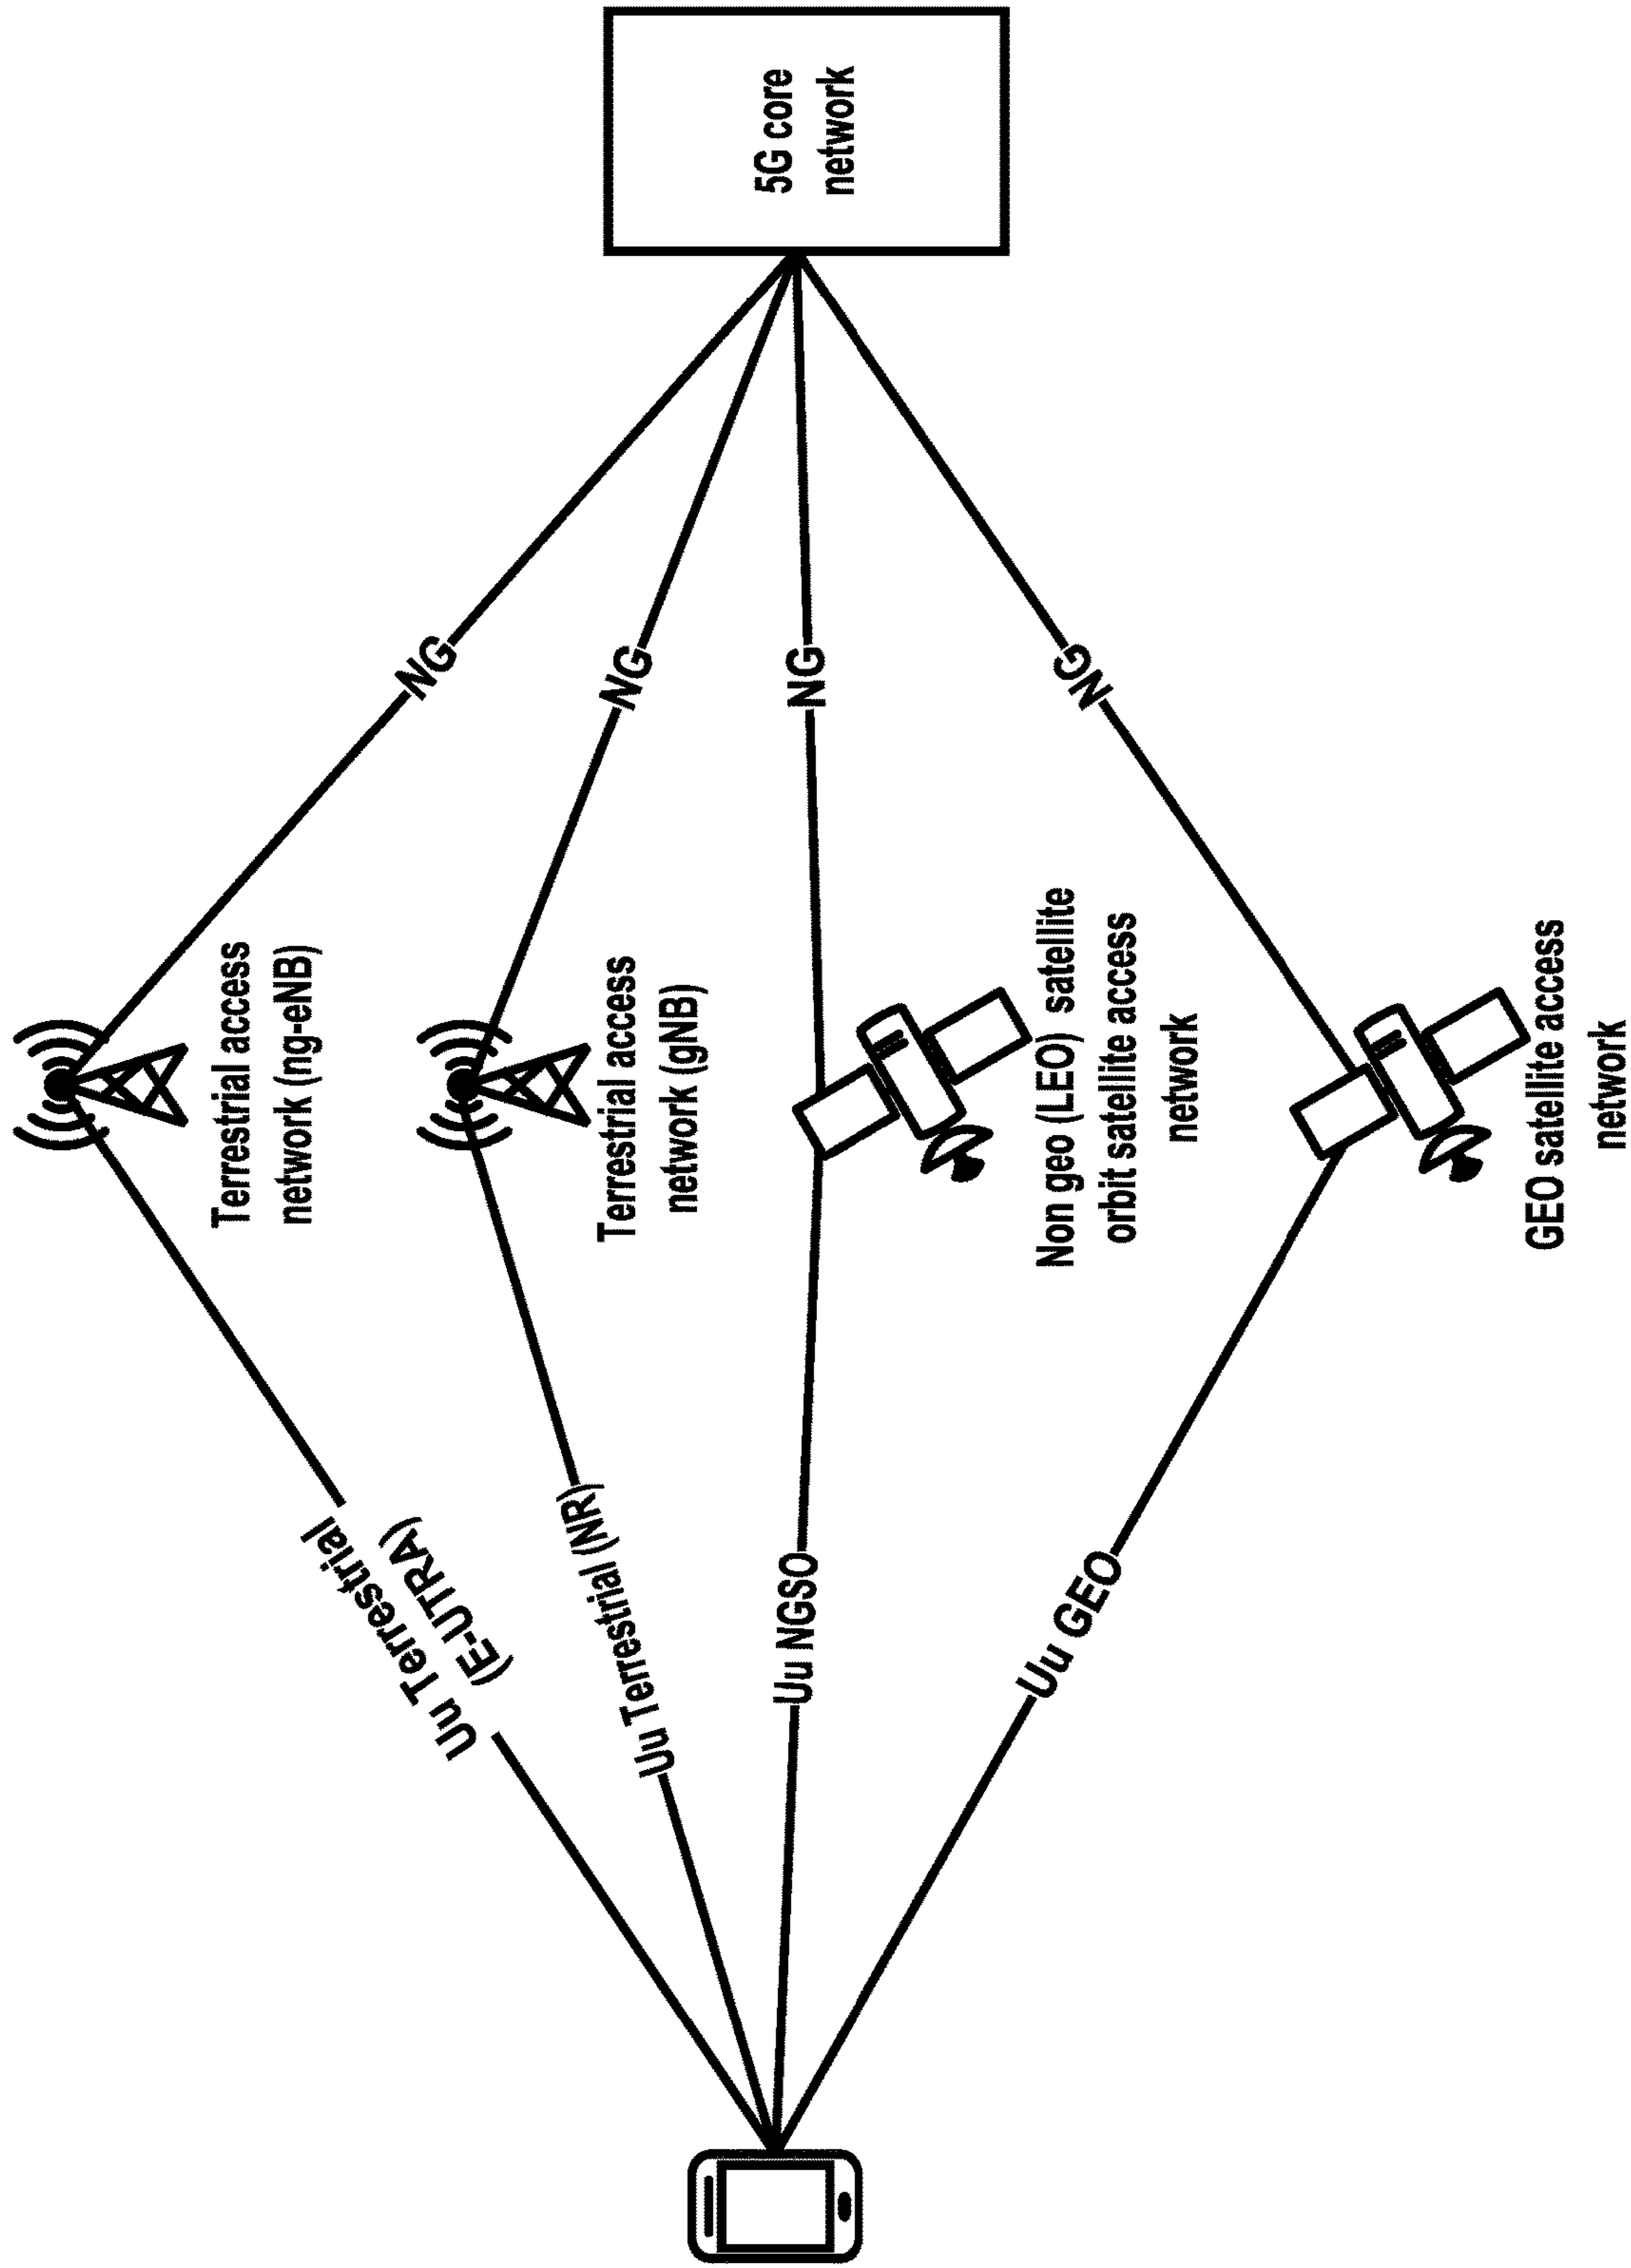 Uu Terrestrial
(E-UTRA)
Terrestrial access
network (ng-eNB)
NG
Uu Terrestrial (NR)
Terrestrial access
network (gNB)
NG
5G core
network
Uu NGSO
NG
Non geo (LEO) satellite
orbit satellite access
network
Uu GEO
NG
GEO satellite access
network